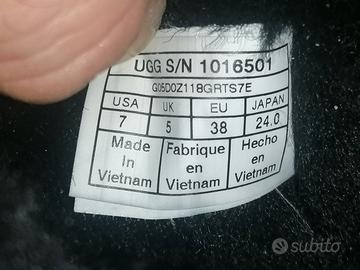 UGG S/N 1016501
G05D0Z118GRTS7E
USA UK EU JAPAN
7 5 38 24.0
Made Fabrique Hecho
In en en
Vietnam Vietnam Vietnam
subito